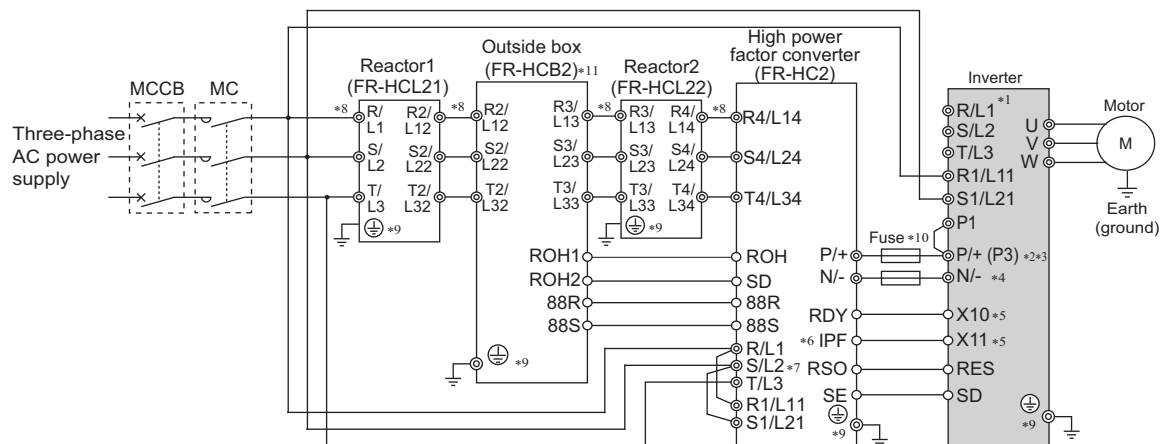 Three-phase
AC power
supply
MCCB
MC
Reactor1
(FR-HCL21)
*8
R/
L1
R2/
L12
*8
S/
L2
S2/
L22
T/
L3
T2/
L32
*9
Outside box
(FR-HCB2)*11
R2/
L12
R3/
L13
S2/
L22
S3/
L23
T2/
L32
T3/
L33
ROH1
ROH2
88R
88S
*9
Reactor2
(FR-HCL22)
*8
R3/
L13
R4/
L14
*8
S3/
L23
S4/
L24
T3/
L33
T4/
L34
*9
High power
factor converter
(FR-HC2)
R4/L14
S4/L24
T4/L34
ROH
SD
88R
88S
R/L1
S/L2 *7
T/L3
R1/L11
S1/L21
P/+
N/-
RDY
*6 IPF
RSO
SE
*9
Fuse *10
Inverter
R/L1 *1
S/L2
T/L3
R1/L11
S1/L21
P1
P/+ (P3) *2*3
N/- *4
X10 *5
X11 *5
RES
SD
U
V
W
*9
Motor
M
Earth
(ground)